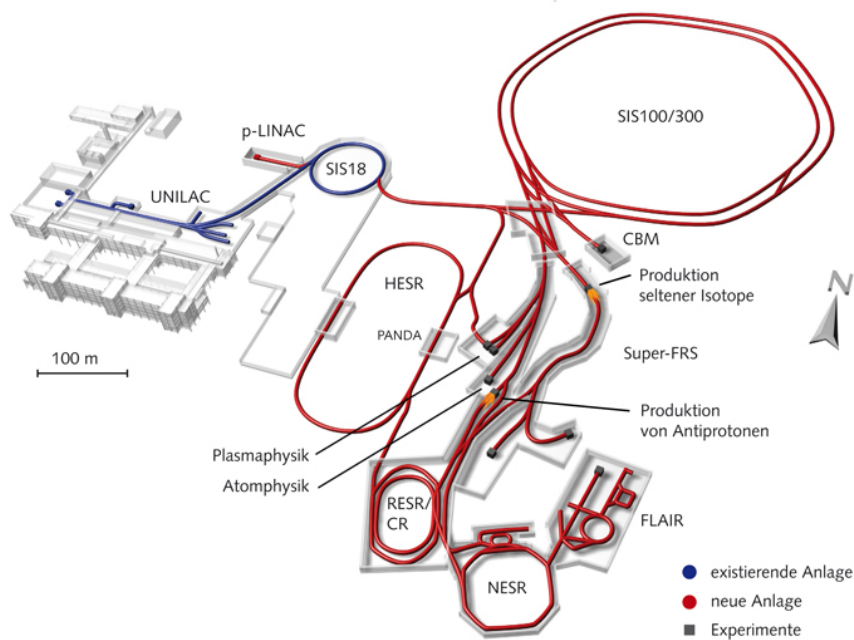 SIS100/300
p-LINAC
SIS18
UNILAC
CBM
HESR
Produktion
seltener Isotope
N
PANDA
100 m
Super-FRS
Produktion
von Antiprotonen
Plasmaphysik
Atomphysik
RESR/
CR
FLAIR
NESR
existierende Anlage
neue Anlage
Experimente